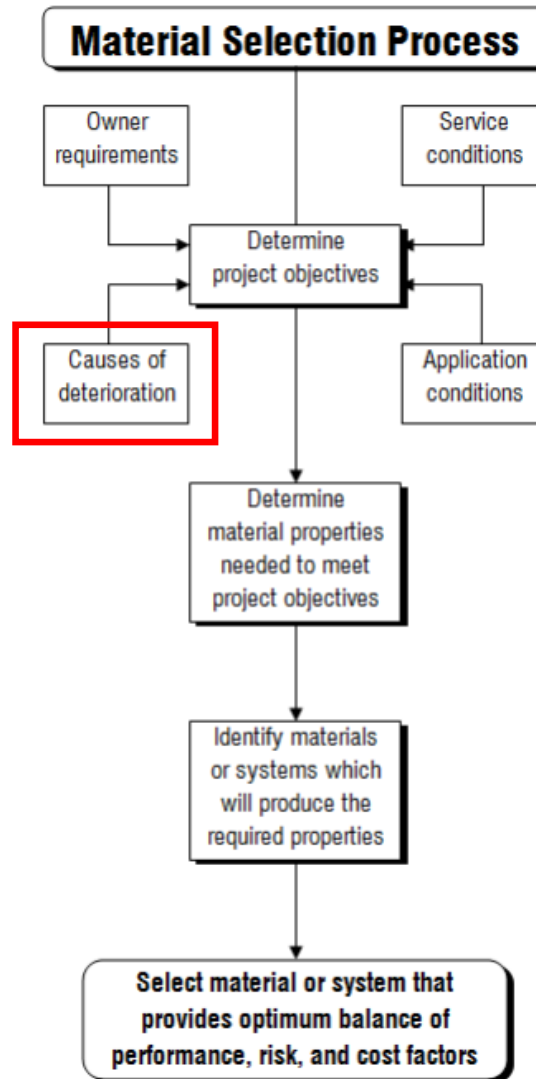 Material Selection Process
Owner
requirements
Service
conditions
Determine
project objectives
Causes of
deterioration
Application
conditions
Determine
material properties
needed to meet
project objectives
Identify materials
or systems which
will produce the
required properties
Select material or system that
provides optimum balance of
performance, risk, and cost factors